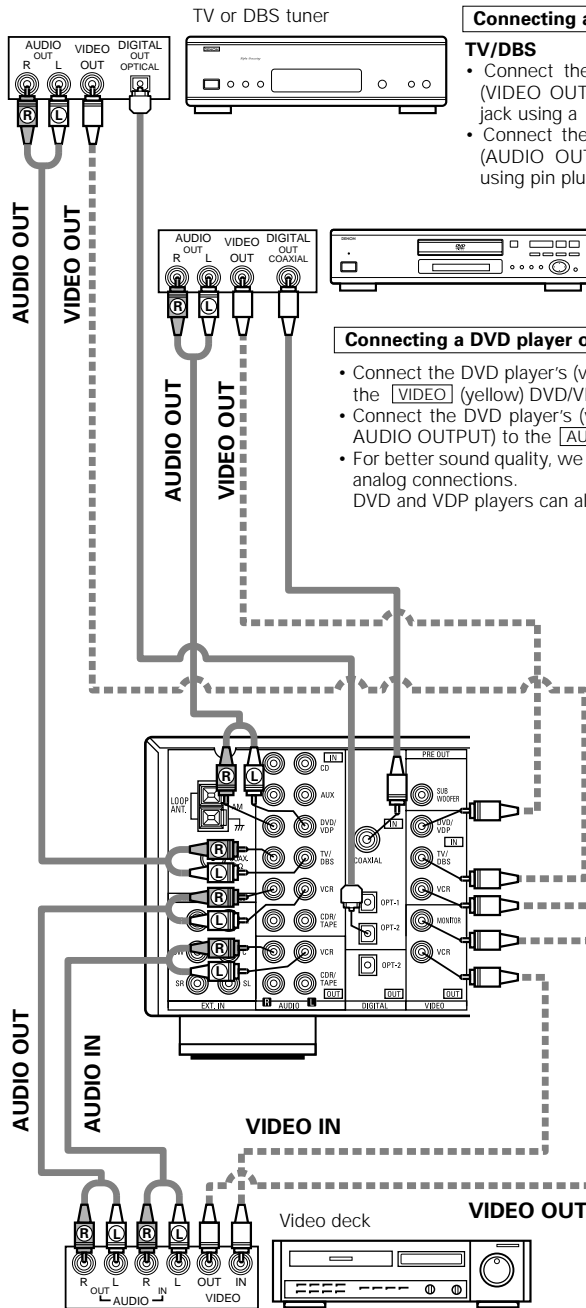 TV or DBS tuner
AUDIO
OUT
R L
VIDEO
OUT
DIGITAL
OUT
OPTICAL
DENON
R L
Connecting a
TV/DBS
• Connect the
(VIDEO OUT
jack using a
• Connect the
(AUDIO OUT
using pin plu
AUDIO OUT
VIDEO OUT
AUDIO
OUT
R L
VIDEO
OUT
DIGITAL
OUT
COAXIAL
DENON
R L
Connecting a DVD player o
• Connect the DVD player's (v
the VIDEO (yellow) DVD/V
• Connect the DVD player's (
AUDIO OUTPUT) to the AU
• For better sound quality, we
analog connections.
DVD and VDP players can al
AUDIO OUT
VIDEO OUT
R L
LOOP
ANT.
AM
IN
CD
AUX
DVD/
VDP
TV/
DBS
VCR
CDR/
TAPE
VCR
CDR/
TAPE
OUT
R AUDIO L
IN
COAXIAL
OPT-1
OPT-2
OPT-2
OUT
DIGITAL
PRE OUT
SUB
WOOFER
DVD/
VDP
IN
TV/
DBS
VCR
MONITOR
VCR
OUT
VIDEO
R
L
R
L
R
L
SR SL
EXT. IN
AUDIO OUT
AUDIO IN
VIDEO IN
VIDEO OUT
Video deck
R L R L
R L R L
OUT AUDIO IN
OUT IN
VIDEO